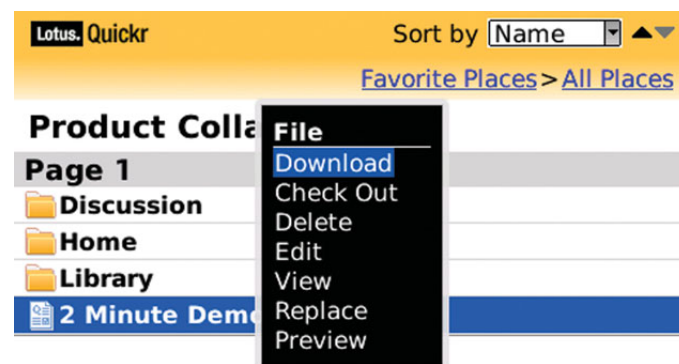 Lotus. Quickr
Sort by Name
Favorite Places > All Places
Product Colla
Page 1
Discussion
Home
Library
2 Minute Demo
File
Download
Check Out
Delete
Edit
View
Replace
Preview